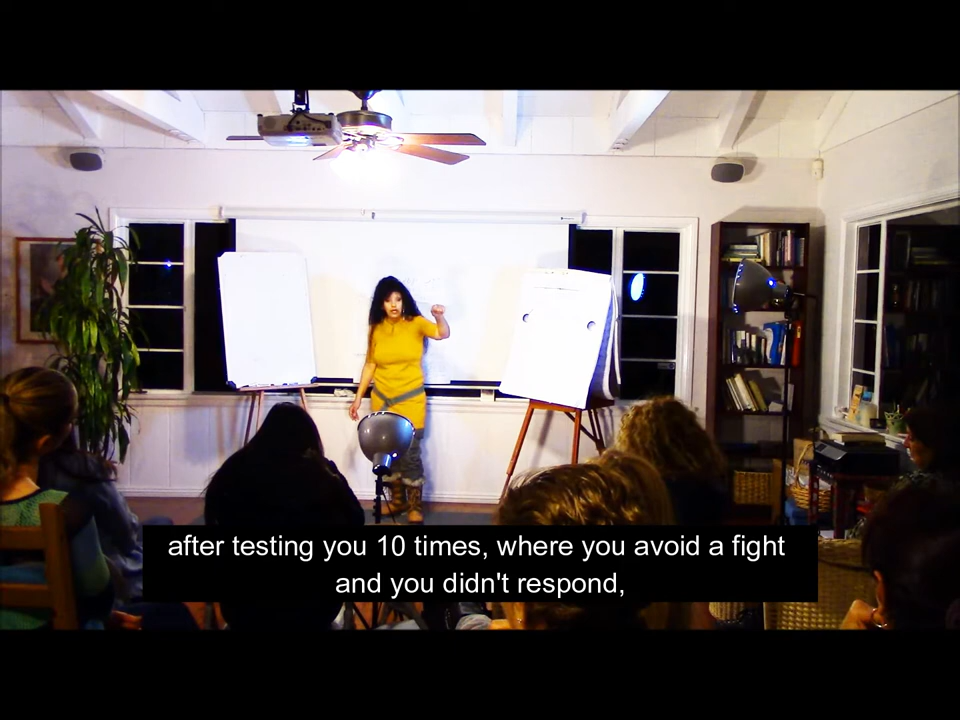 after testing you 10 times, where you avoid a fight
and you didn't respond,